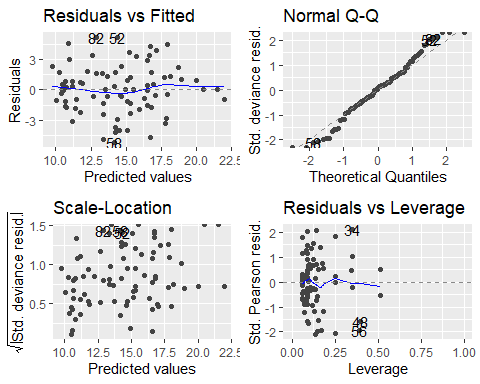 Residuals vs Fitted
Residuals
3
0
-3
82 52
58
10.0 12.5 15.0 17.5 20.0 22.5
Predicted values
Normal Q-Q
Std. deviance resid.
2
1
0
-1
-2
58
-2 -1 0 1 2
Theoretical Quantiles
Scale-Location
√|Std. deviance resid.|
1.5
1.0
0.5
82 52
10.0 12.5 15.0 17.5 20.0 22.5
Predicted values
Residuals vs Leverage
Std. Pearson resid.
2
1
0
-1
-2
34
48
56
0.00 0.25 0.50 0.75 1.00
Leverage